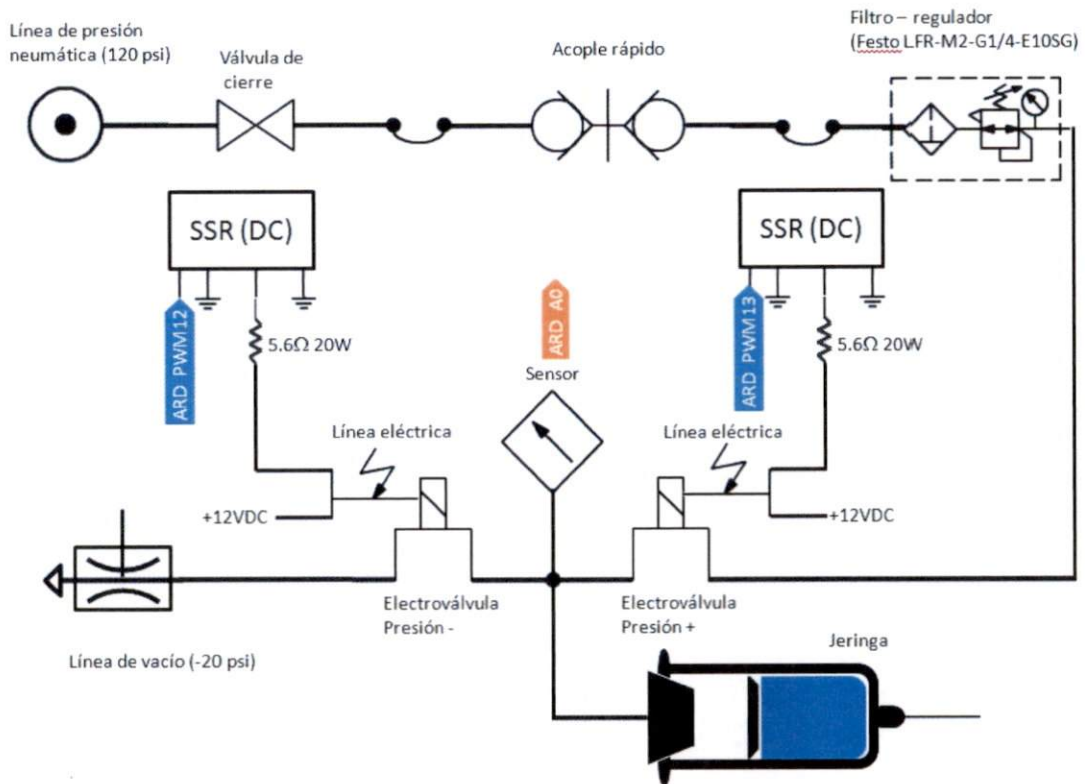 Línea de presión
neumática (120 psi)
Válvula de
cierre
Acople rápido
Filtro – regulador
(Festo LFR-M2-G1/4-E10SG)
SSR (DC)
SSR (DC)
ARD PWM12
5.6Ω 20W
ARD A0
Sensor
ARD PWM13
5.6Ω 20W
Línea eléctrica
Línea eléctrica
+12VDC
+12VDC
Electroválvula
Presión -
Electroválvula
Presión +
Línea de vacío (-20 psi)
Jeringa